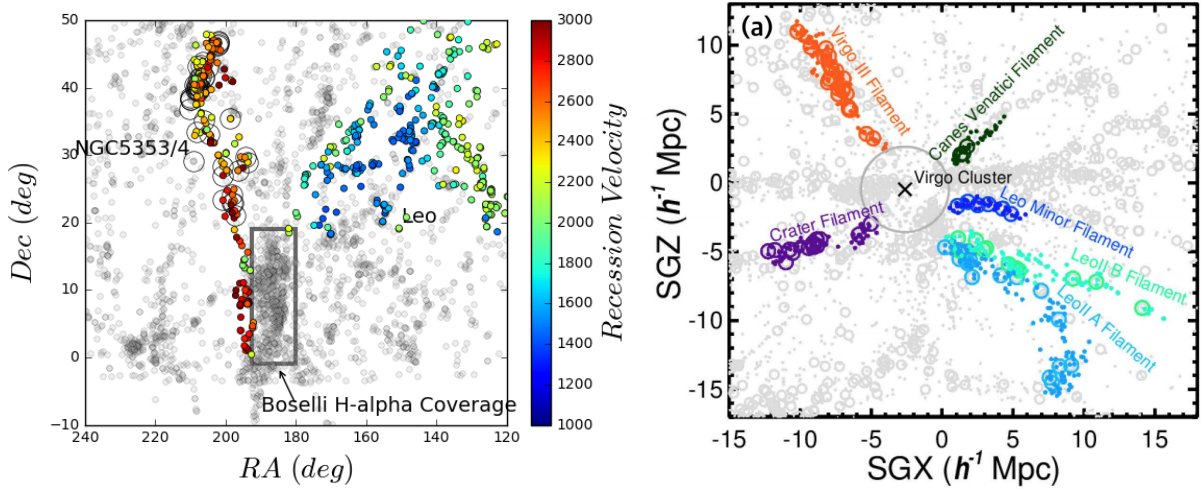 50
40
30
20
10
0
−10
240
220
200
180
160
140
120
Dec (deg)
RA (deg)
NGC5353/4
Leo
Boselli H-alpha Coverage
3000
2800
2600
2400
2200
2000
1800
1600
1400
1200
1000
Recession Velocity
(a)
Virgo III Filament
Canes Venatici Filament
Virgo Cluster
Crater Filament
Leo Minor Filament
LeoII B Filament
LeoII A Filament
10
5
0
-5
-10
-15
-15
-10
-5
0
5
10
15
SGZ (h⁻¹ Mpc)
SGX (h⁻¹ Mpc)